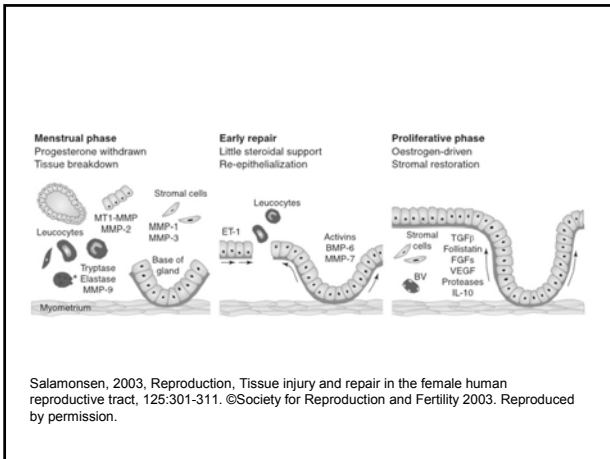 Menstrual phase
Progesterone withdrawn
Tissue breakdown
Stromal cells
MT1-MMP
MMP-2
MMP-1
MMP-3
Leucocytes
Tryptase
Elastase
MMP-9
Base of
gland
Myometrium
Early repair
Little steroidal support
Re-epithelialization
Leucocytes
ET-1
Activins
BMP-6
MMP-7
Proliferative phase
Oestrogen-driven
Stromal restoration
Stromal
cells
BV
TGFβ
Follistatin
FGFs
VEGF
Proteases
IL-10
Salamonsen, 2003, Reproduction, Tissue injury and repair in the female human
reproductive tract, 125:301-311. ©Society for Reproduction and Fertility 2003. Reproduced
by permission.